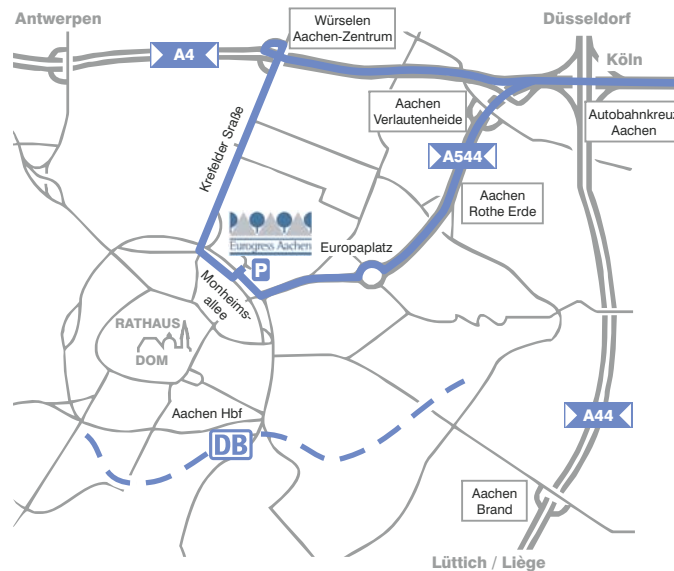 Antwerpen
Würselen
Aachen-Zentrum
Düsseldorf
A4
Köln
Aachen
Verlautenheide
Autobahnkreuz
Aachen
Krefelder Sraße
A544
Aachen
Rothe Erde
Eurogress Aachen
Europaplatz
P
Monheims-
allee
RATHAUS
DOM
Aachen Hbf
A44
DB
Aachen
Brand
Lüttich / Liège